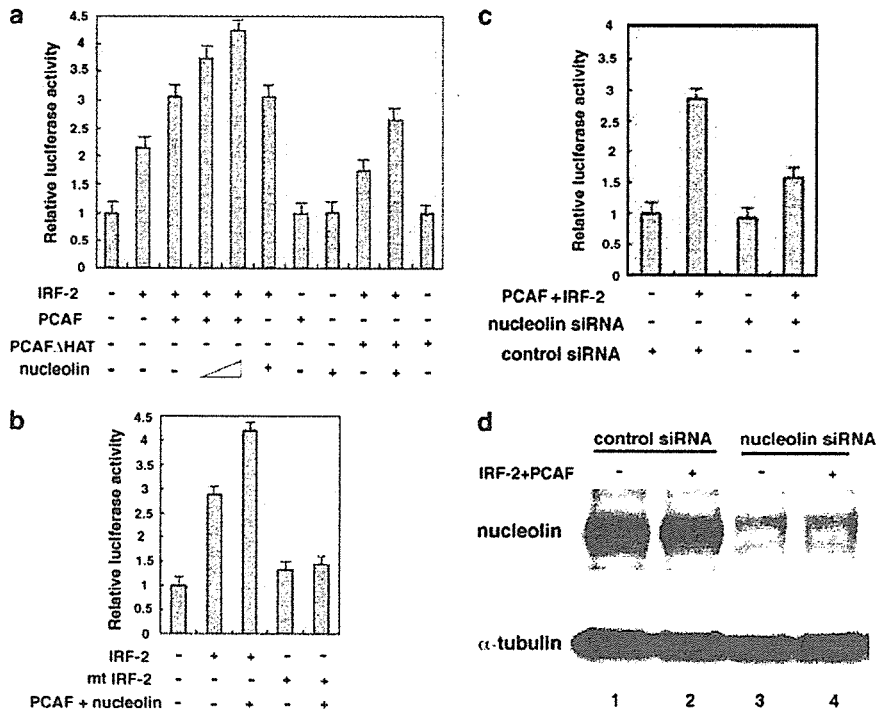 a
Relative luciferase activity
4.5
4
3.5
3
2.5
2
1.5
1
0.5
0
IRF-2 - + + + + + - - + + -
PCAF - - + + + - + - - - -
PCAF∆HAT - - - - - - - - + + +
nucleolin - - - + - + - + -
b
Relative luciferase activity
4.5
4
3.5
3
2.5
2
1.5
1
0.5
0
IRF-2 - + + - -
mt IRF-2 - - - + +
PCAF + nucleolin - - + - +
c
Relative luciferase activity
4
3.5
3
2.5
2
1.5
1
0.5
0
PCAF+IRF-2 - + - +
nucleolin siRNA - - + +
control siRNA + + - -
d
control siRNA nucleolin siRNA
IRF-2+PCAF - + - +
nucleolin
α-tubulin
1 2 3 4